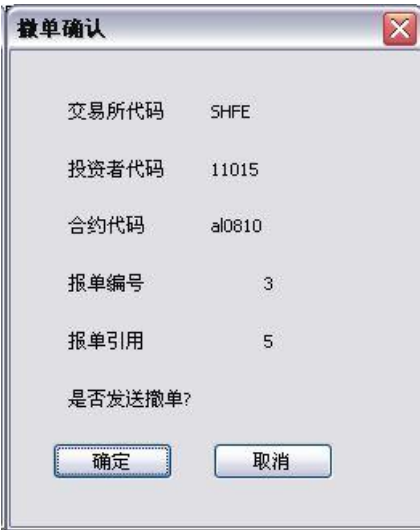 撤单确认
交易所代码 SHFE
投资者代码 11015
合约代码 al0810
报单编号 3
报单引用 5
是否发送撤单?
确定 取消